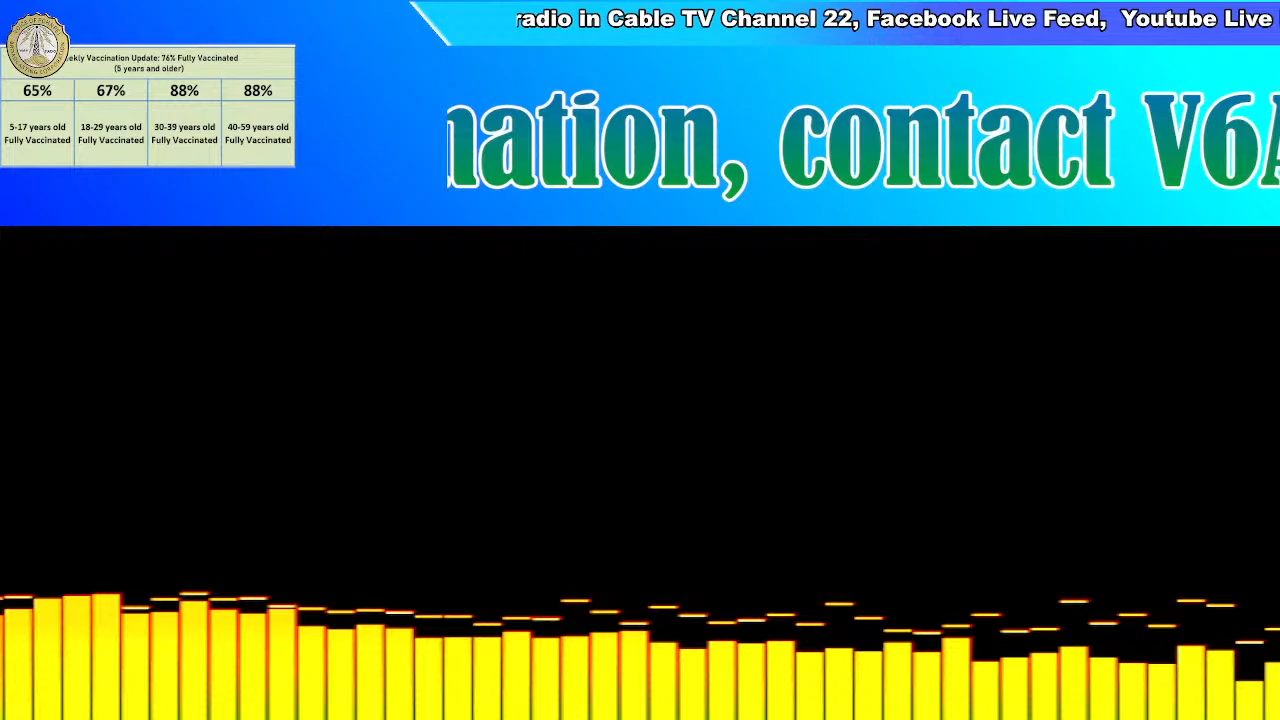 radio in Cable TV Channel 22, Facebook Live Feed, Youtube Live
Vaccination Update: 76% Fully Vaccinated
(5 years and older)
65% 67% 88% 88%
5-17 years old 18-29 years old 30-39 years old 40-59 years old
Fully Vaccinated Fully Vaccinated Fully Vaccinated Fully Vaccinated
nation, contact V6A